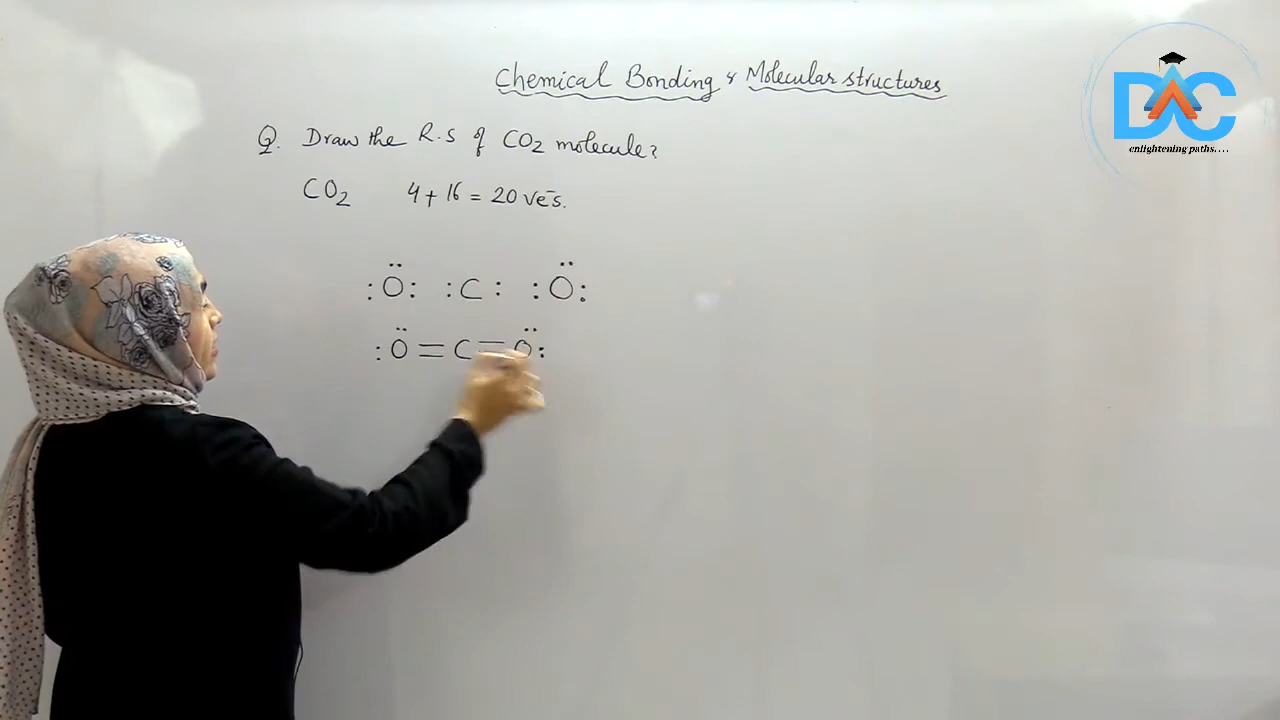 Chemical Bonding & Molecular structures
DAC
enlightening paths....
Q. Draw the R.S of CO2 molecule?
CO2 4 + 16 = 20 ve̅s.
:Ö: :C: :Ö:
:Ö=C=Ö: